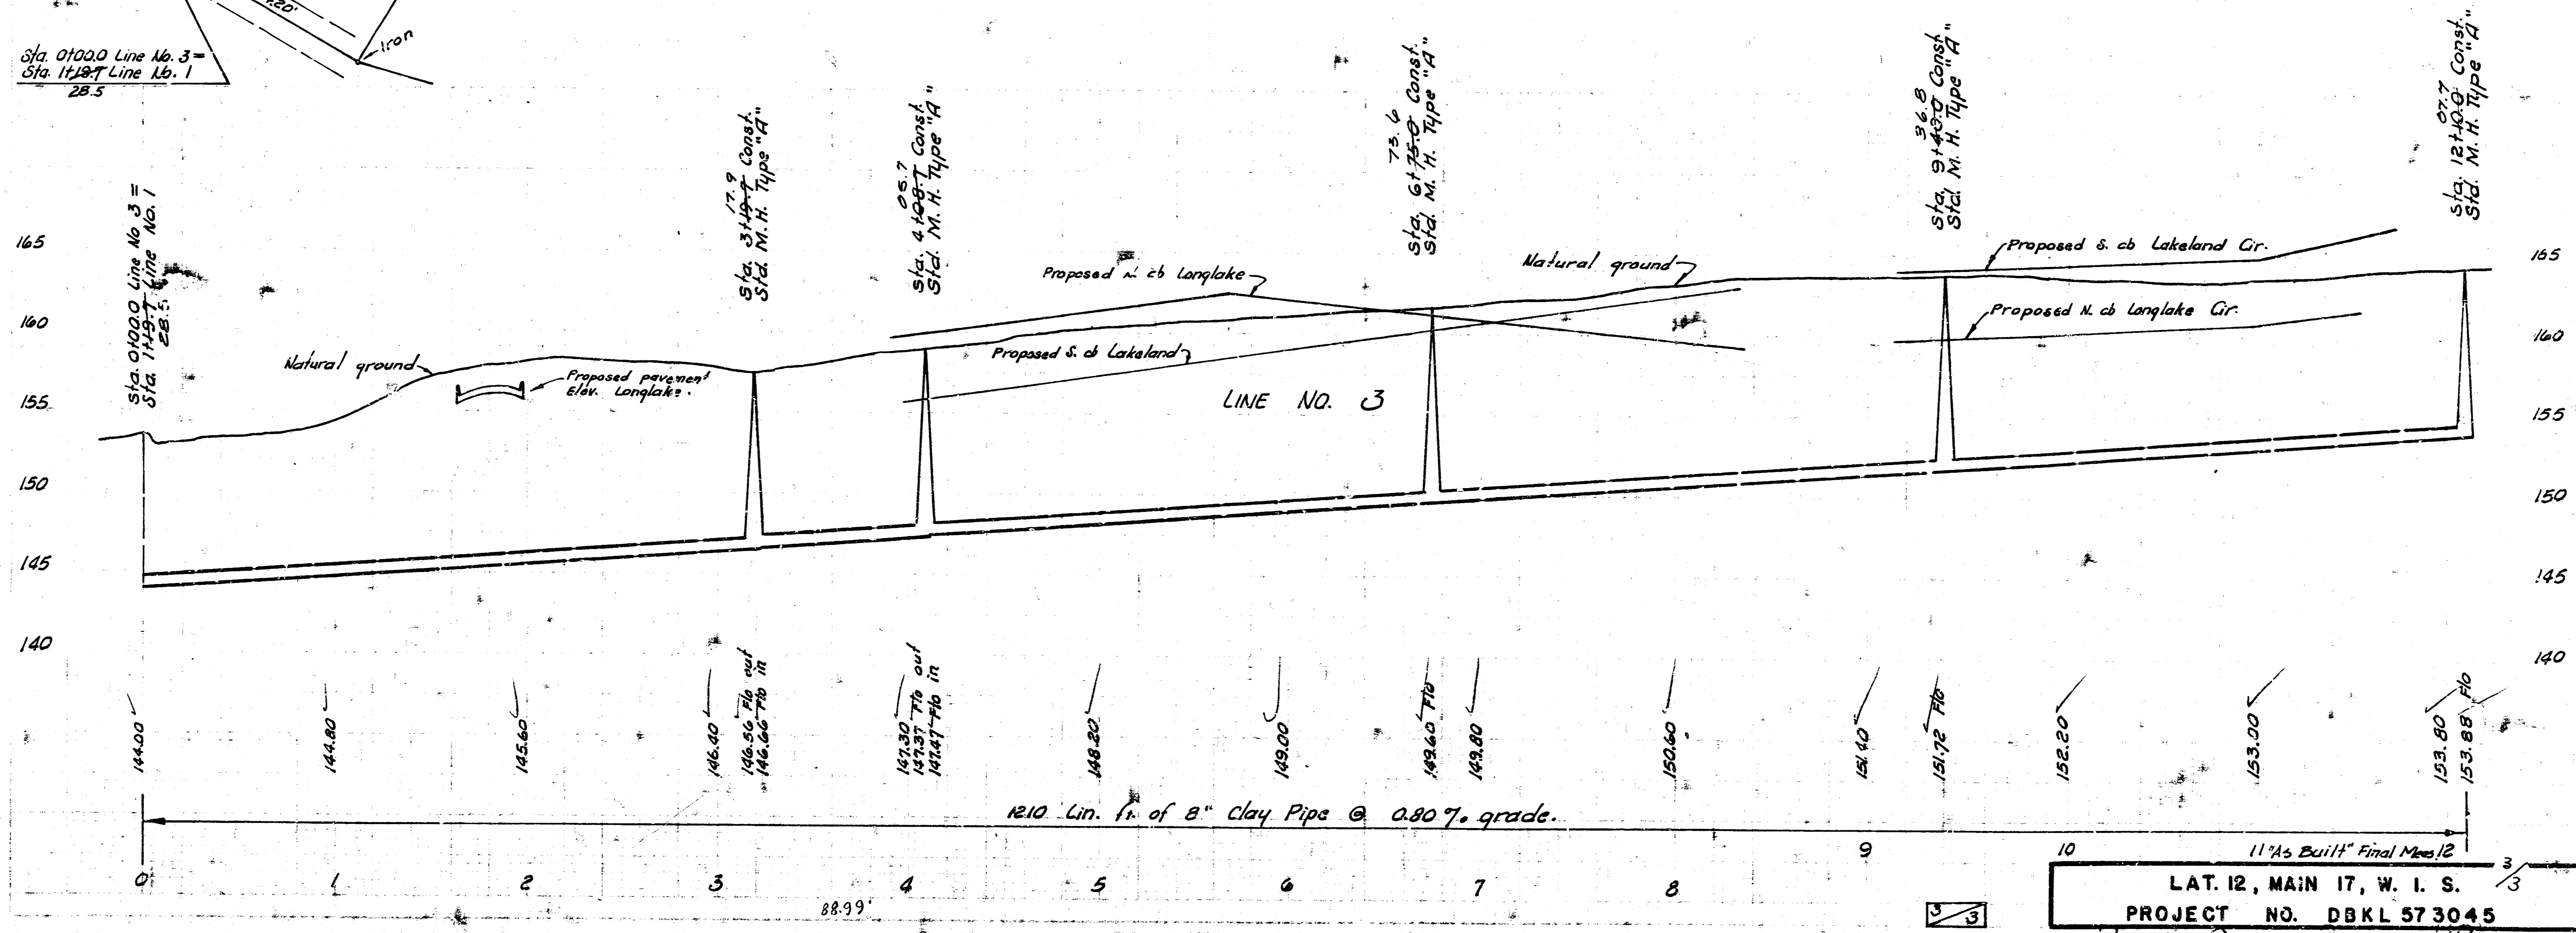 4.20'
Iron
Sta. 0+00.0 Line No. 3 =
Sta. 1+19.7 Line No. 1
28.5
Sta. 0+00.0 Line No 3 =
Sta. 1+19.7 Line No. 1
28.5
17.9
Sta. 3+19.7 Const.
Std. M.H. Type "A"
05.7
Sta. 4+08.7 Const.
Std. M.H. Type "A"
73.6
Sta. 6+75.0 Const.
Std. M.H. Type "A"
36.8
Sta. 9+40.0 Const.
Std. M.H. Type "A"
07.7
Sta. 12+10.0 Const.
Std. M.H. Type "A"
165
160
155
150
145
140
165
160
155
150
145
140
Natural ground
Proposed pavement
Elev. Longlake.
Proposed N. cb Longlake
Proposed S. cb Lakeland
LINE NO. 3
Natural ground
Proposed S. cb Lakeland Cir.
Proposed N. cb Longlake Cir.
144.00
144.80
145.60
146.40
146.56 Flo out
146.66 Flo in
147.30
147.37 Flo out
147.47 Flo in
148.20
149.00
149.60 Flo
149.80
150.60
151.40
151.72 Flo
152.20
153.00
153.80
153.88 Flo
1210 Lin. ft. of 8" Clay Pipe @ 0.80 %. grade.
0 1 2 3 4 5 6 7 8 9 10 11 "As Built" Final Meas. 12
88.99'
3/3
3/3
LAT. 12, MAIN 17, W. I. S.
PROJECT NO. DBKL 573045